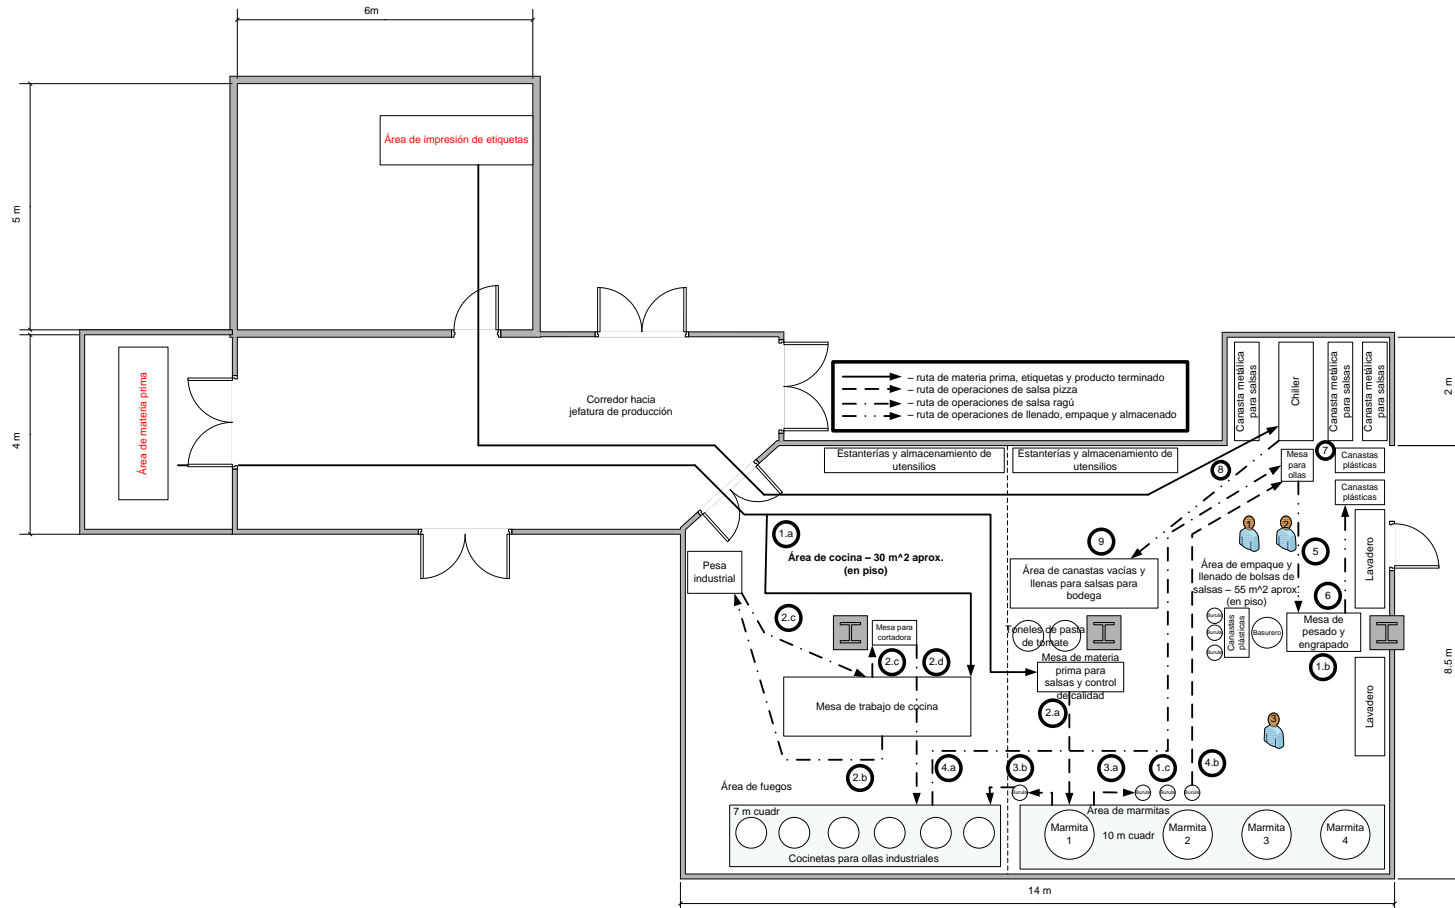 6m
5 m
4 m
Área de impresión de etiquetas
Área de materia prima
Corredor hacia
jefatura de producción
– ruta de materia prima, etiquetas y producto terminado
– ruta de operaciones de salsa pizza
– ruta de operaciones de salsa ragú
– ruta de operaciones de llenado, empaque y almacenado
Canasta metálica
para salsas
Chiller
Canasta metálica
para salsas
Canasta metálica
para salsas
2 m
Estanterías y almacenamiento de
utensilios
Estanterías y almacenamiento de
utensilios
8
Mesa
para
ollas
7
Canastas
plásticas
Canastas
plásticas
1.a
Área de cocina – 30 m^2 aprox.
(en piso)
9
1
2
5
Lavadero
Pesa
industrial
Área de canastas vacías y
llenas para salsas para
bodega
Área de empaque y
llenado de bolsas de
salsas – 55 m^2 aprox.
(en piso)
6
2.c
Mesa para
cortadora
Toneles de pasta
de tomate
Burula
Burula
Burula
Canastas
plásticas
Basurero
Mesa de
pesado y
engrapado
2.c
2.d
Mesa de materia
prima para
salsas y control
de calidad
1.b
8.5 m
Mesa de trabajo de cocina
2.a
3
Lavadero
2.b
4.a
3.b
3.a
1.c
4.b
Área de fuegos
Burula
Burula
Burula
Burula
7 m cuadr
Área de marmitas
Marmita
1
10 m cuadr
Marmita
2
Marmita
3
Marmita
4
Cocinetas para ollas industriales
14 m